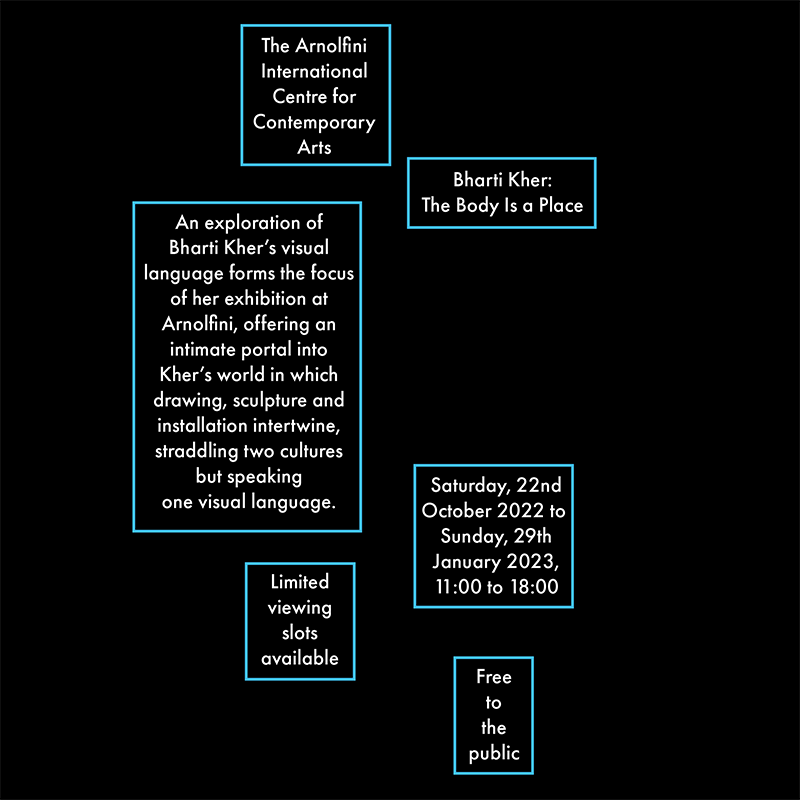 The Arnolfini
International
Centre for
Contemporary
Arts
Bharti Kher:
The Body Is a Place
An exploration of
Bharti Kher’s visual
language forms the focus
of her exhibition at
Arnolfini, offering an
intimate portal into
Kher’s world in which
drawing, sculpture and
installation intertwine,
straddling two cultures
but speaking
one visual language.
Saturday, 22nd
October 2022 to
Sunday, 29th
January 2023,
11:00 to 18:00
Limited
viewing
slots
available
Free
to
the
public